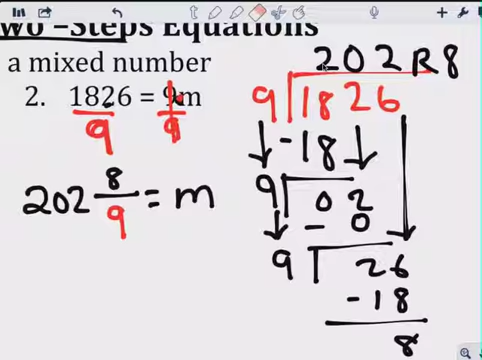 wo –Steps Equations
a mixed number
2. 1826 = 9m
9 9
202 8/9 = m
202 R8
9 1826
-18
9 02
- 0
9 26
-18
8